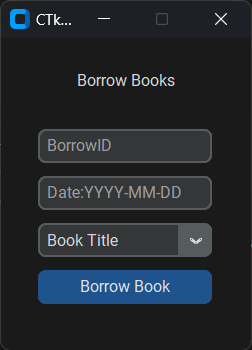 CTk...
Borrow Books
BorrowID
Date:YYYY-MM-DD
Book Title
Borrow Book